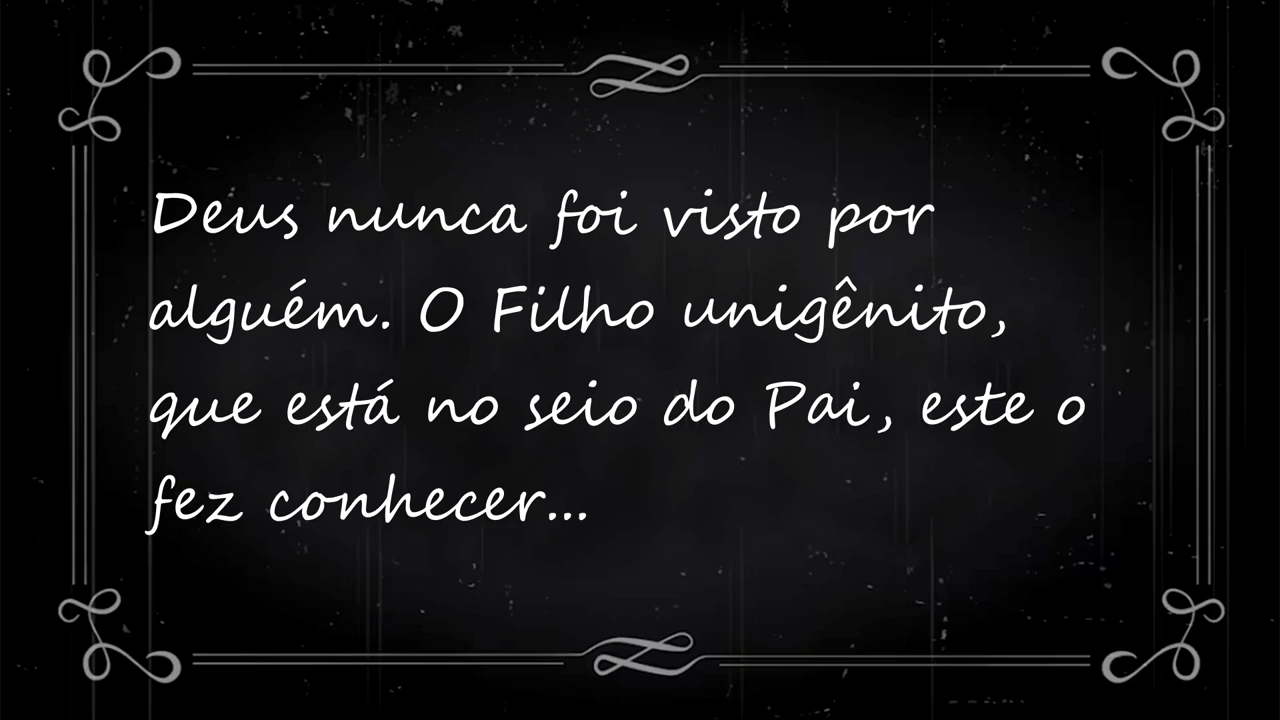 Deus nunca foi visto por
alguém. O Filho unigênito,
que está no seio do Pai, este o
fez conhecer...